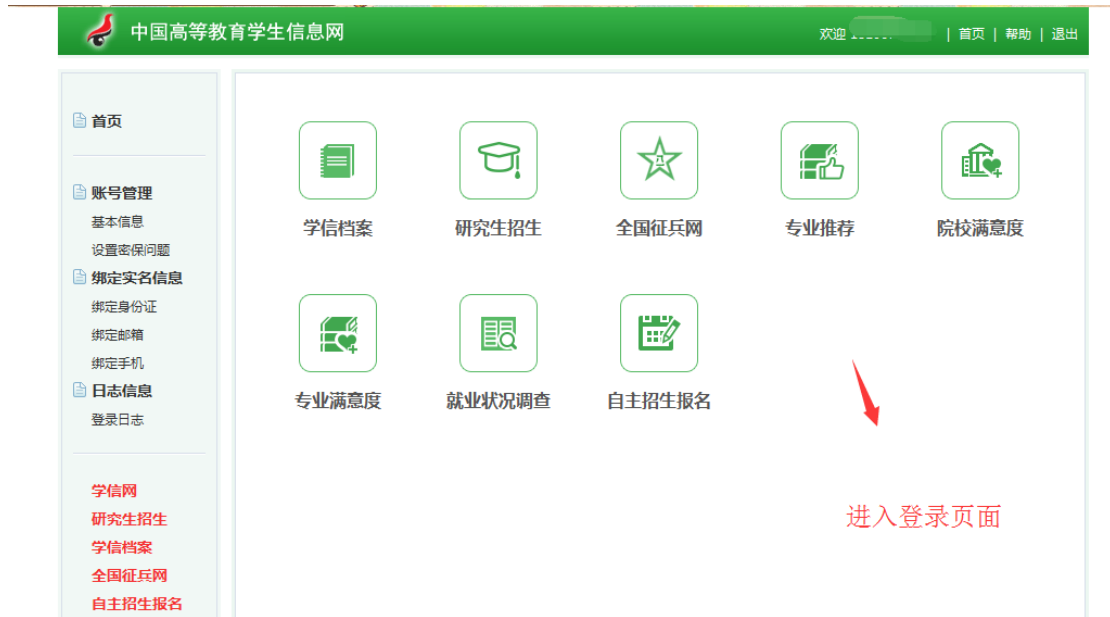 中国高等教育学生信息网
欢迎
| 首页 | 帮助 | 退出
首页
账号管理
基本信息
设置密保问题
绑定实名信息
绑定身份证
绑定邮箱
绑定手机
日志信息
登录日志
学信网
研究生招生
学信档案
全国征兵网
自主招生报名
学信档案
研究生招生
全国征兵网
专业推荐
院校满意度
专业满意度
就业状况调查
自主招生报名
进入登录页面